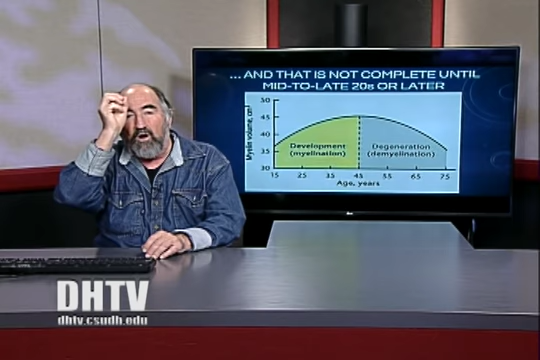 ... AND THAT IS NOT COMPLETE UNTIL
MID-TO-LATE 20s OR LATER
Myelin volume, cm³
30
45
40
35
30
Development
(myelination)
Degeneration
(demyelination)
15 25 35 45 55 65 75
Age, years
DHTV
dhtv.csudh.edu